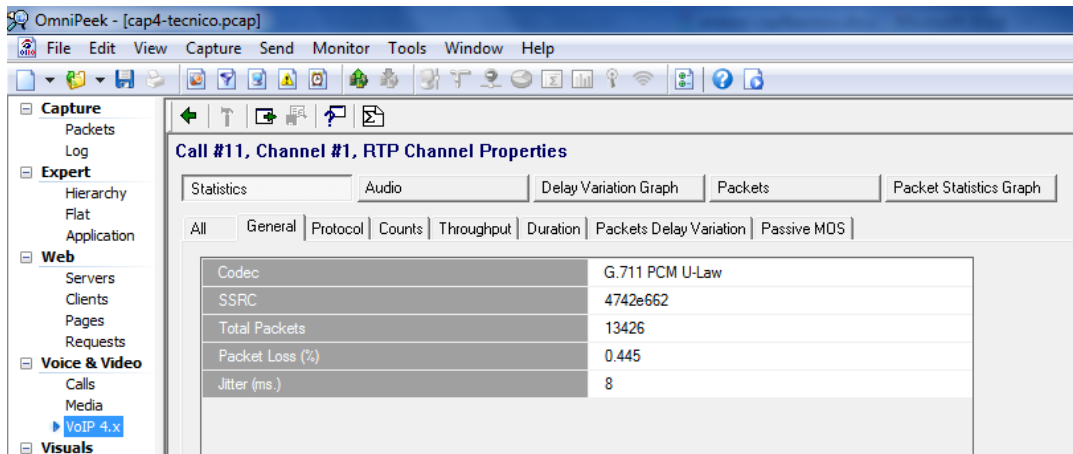 OmniPeek - [cap4-tecnico.pcap]
File Edit View Capture Send Monitor Tools Window Help
Capture
Packets
Log
Expert
Hierarchy
Flat
Application
Web
Servers
Clients
Pages
Requests
Voice & Video
Calls
Media
VoIP 4.x
Visuals
Call #11, Channel #1, RTP Channel Properties
Statistics Audio Delay Variation Graph Packets Packet Statistics Graph
All General Protocol Counts Throughput Duration Packets Delay Variation Passive MOS
Codec G.711 PCM U-Law
SSRC 4742e662
Total Packets 13426
Packet Loss (%) 0.445
Jitter (ms.) 8